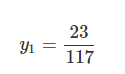 y₁ = 23/117